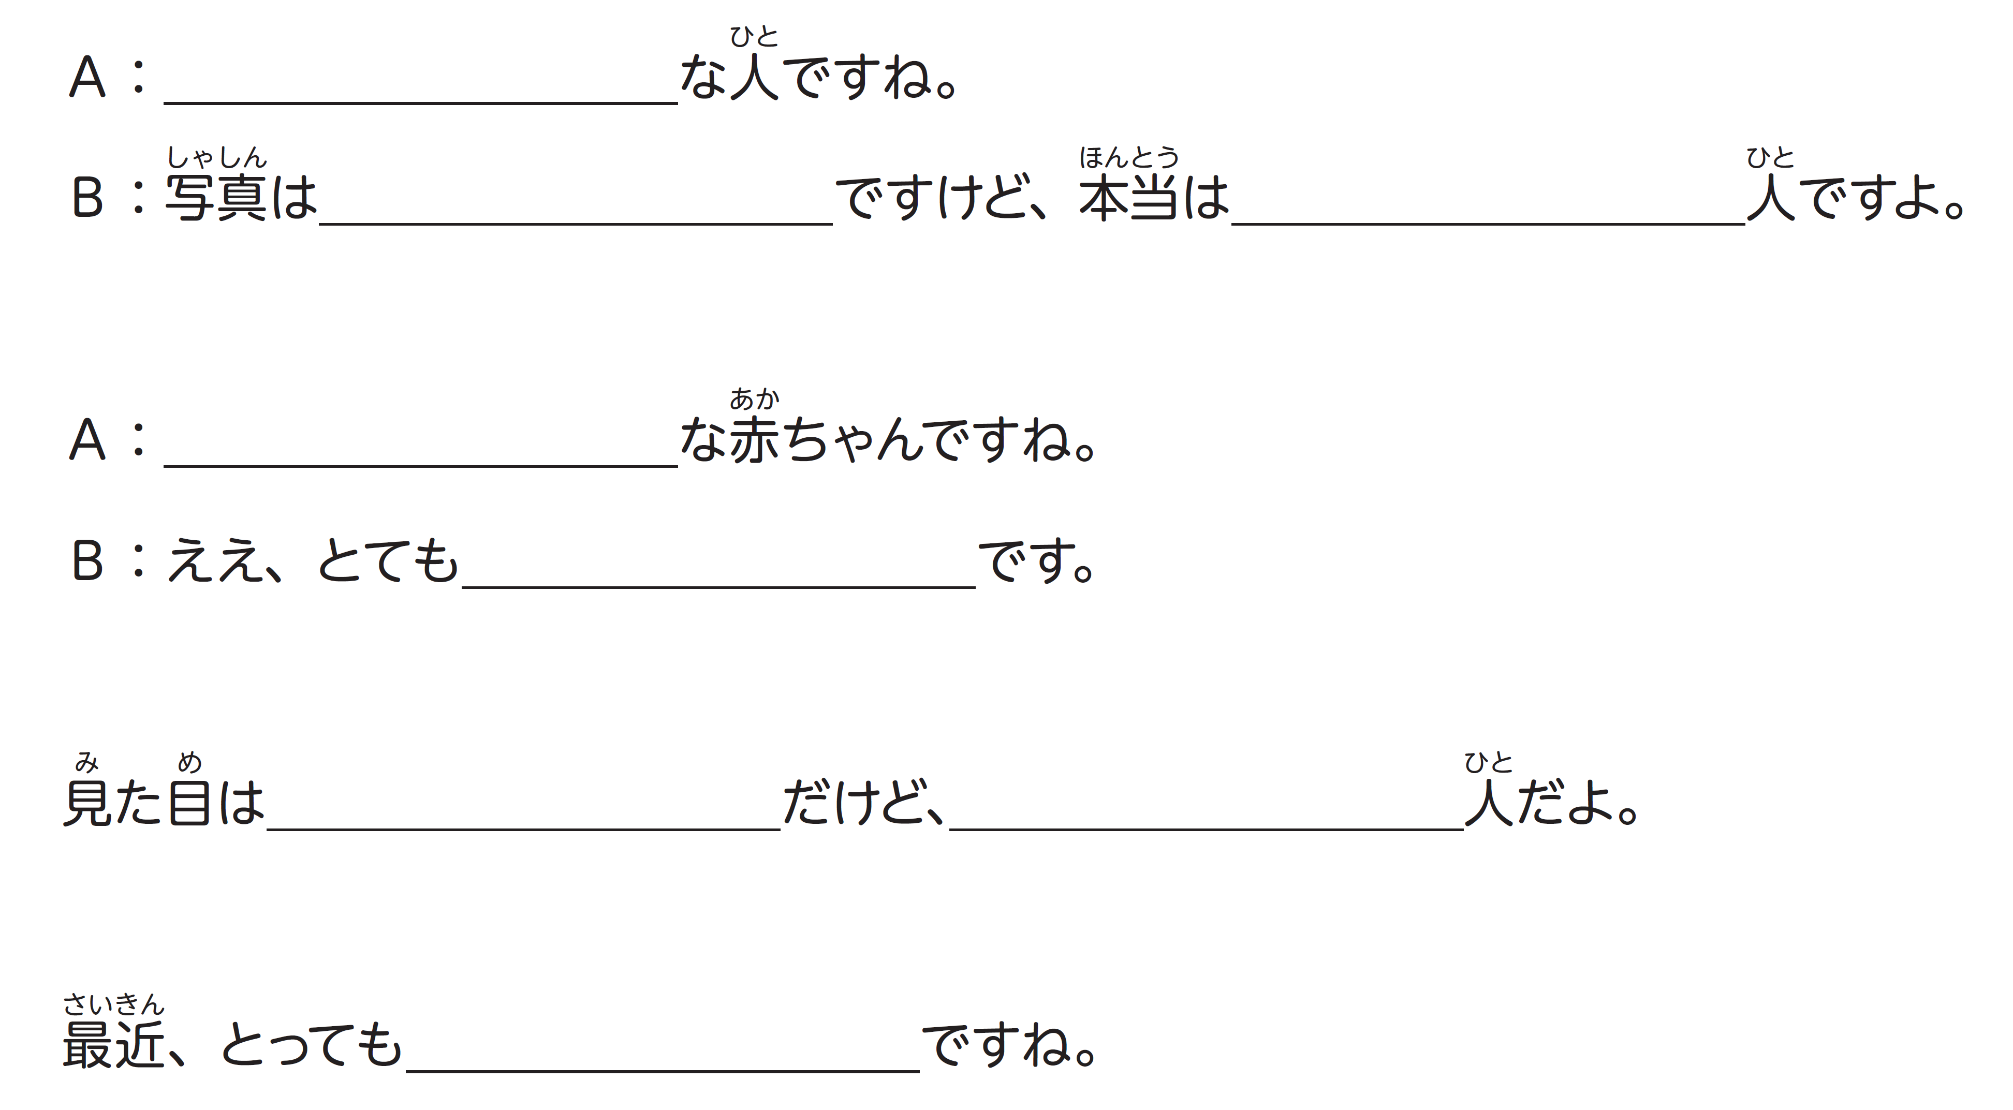 A：＿＿＿＿＿＿＿＿＿＿な人ですね。
B：写真は＿＿＿＿＿＿＿＿＿＿ですけど、本当は＿＿＿＿＿＿＿＿＿＿人ですよ。
A：＿＿＿＿＿＿＿＿＿＿な赤ちゃんですね。
B：ええ、とても＿＿＿＿＿＿＿＿＿＿です。
見た目は＿＿＿＿＿＿＿＿＿＿だけど、＿＿＿＿＿＿＿＿＿＿人だよ。
最近、とっても＿＿＿＿＿＿＿＿＿＿ですね。